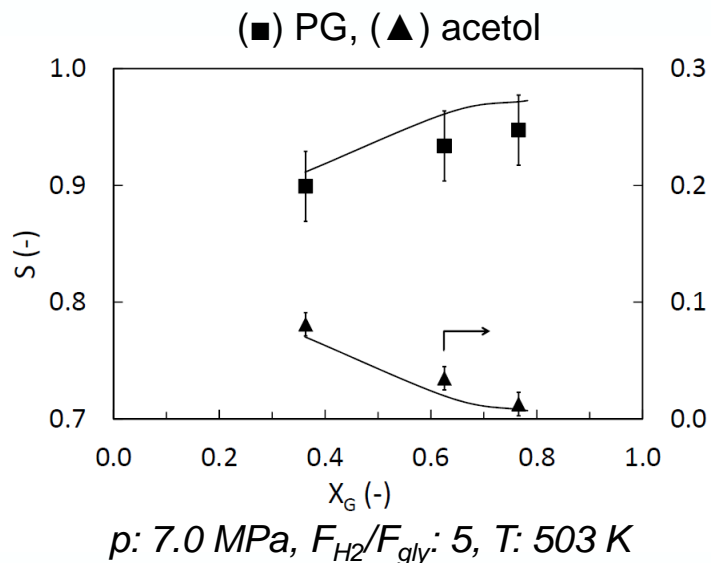 (■) PG, (▲) acetol
1.0 0.3
0.9 0.2
S (-)
0.8 0.1
0.7 0.0
0.0 0.2 0.4 0.6 0.8 1.0
X_G (-)
p: 7.0 MPa, F_H2/F_gly: 5, T: 503 K